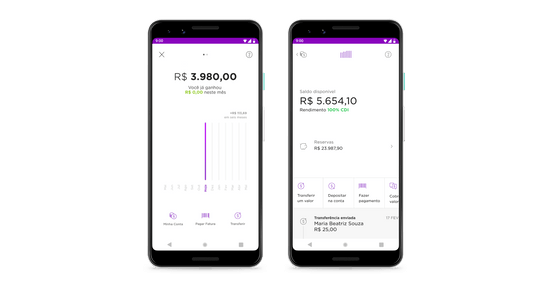 9:00
R$ 3.980,00
Você já ganhou
R$ 0,00 neste mês
Minha Conta
Pagar Fatura
Transferir
9:00
Saldo disponível
R$ 5.654,10
Rendimento 100% CDI
Reservas
R$ 23.987,90
Transferir
um valor
Depositar
na conta
Fazer
pagamento
valor
Transferência enviada
Maria Beatriz Souza
R$ 25,00